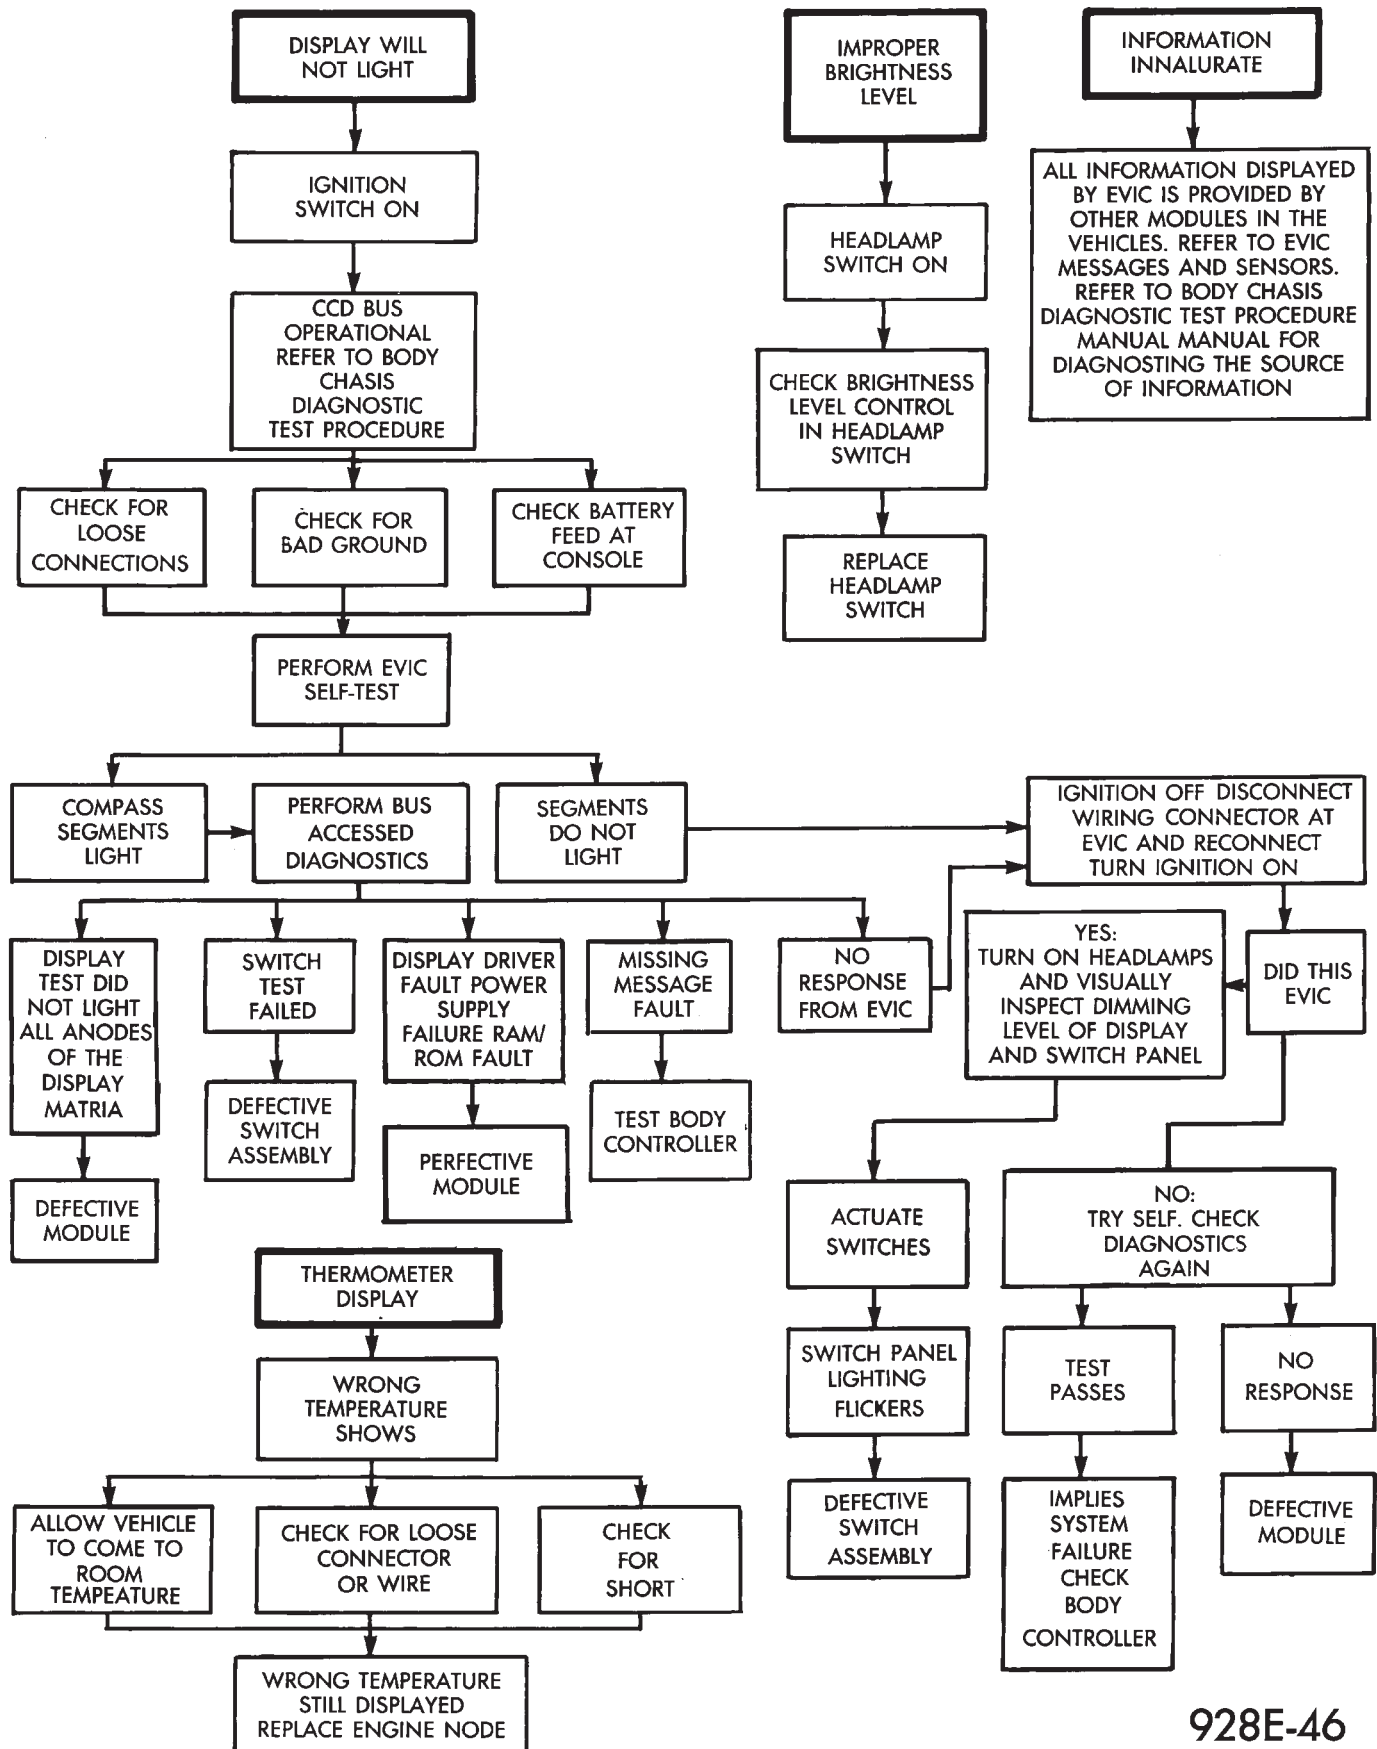 DISPLAY WILL
NOT LIGHT
IGNITION
SWITCH ON
CCD BUS
OPERATIONAL
REFER TO BODY
CHASIS
DIAGNOSTIC
TEST PROCEDURE
CHECK FOR
LOOSE
CONNECTIONS
CHECK FOR
BAD GROUND
CHECK BATTERY
FEED AT
CONSOLE
PERFORM EVIC
SELF-TEST
COMPASS
SEGMENTS
LIGHT
PERFORM BUS
ACCESSED
DIAGNOSTICS
SEGMENTS
DO NOT
LIGHT
DISPLAY
TEST DID
NOT LIGHT
ALL ANODES
OF THE
DISPLAY
MATRIA
DEFECTIVE
MODULE
SWITCH
TEST
FAILED
DEFECTIVE
SWITCH
ASSEMBLY
DISPLAY DRIVER
FAULT POWER
SUPPLY
FAILURE RAM/
ROM FAULT
PERFECTIVE
MODULE
MISSING
MESSAGE
FAULT
TEST BODY
CONTROLLER
NO
RESPONSE
FROM EVIC
IMPROPER
BRIGHTNESS
LEVEL
HEADLAMP
SWITCH ON
CHECK BRIGHTNESS
LEVEL CONTROL
IN HEADLAMP
SWITCH
REPLACE
HEADLAMP
SWITCH
INFORMATION
INNALURATE
ALL INFORMATION DISPLAYED
BY EVIC IS PROVIDED BY
OTHER MODULES IN THE
VEHICLES. REFER TO EVIC
MESSAGES AND SENSORS.
REFER TO BODY CHASIS
DIAGNOSTIC TEST PROCEDURE
MANUAL MANUAL FOR
DIAGNOSTING THE SOURCE
OF INFORMATION
IGNITION OFF DISCONNECT
WIRING CONNECTOR AT
EVIC AND RECONNECT
TURN IGNITION ON
DID THIS
EVIC
YES:
TURN ON HEADLAMPS
AND VISUALLY
INSPECT DIMMING
LEVEL OF DISPLAY
AND SWITCH PANEL
ACTUATE
SWITCHES
SWITCH PANEL
LIGHTING
FLICKERS
DEFECTIVE
SWITCH
ASSEMBLY
NO:
TRY SELF. CHECK
DIAGNOSTICS
AGAIN
TEST
PASSES
IMPLIES
SYSTEM
FAILURE
CHECK
BODY
CONTROLLER
NO
RESPONSE
DEFECTIVE
MODULE
THERMOMETER
DISPLAY
WRONG
TEMPERATURE
SHOWS
ALLOW VEHICLE
TO COME TO
ROOM
TEMPEATURE
CHECK FOR LOOSE
CONNECTOR
OR WIRE
CHECK
FOR
SHORT
WRONG TEMPERATURE
STILL DISPLAYED
REPLACE ENGINE NODE
928E-46